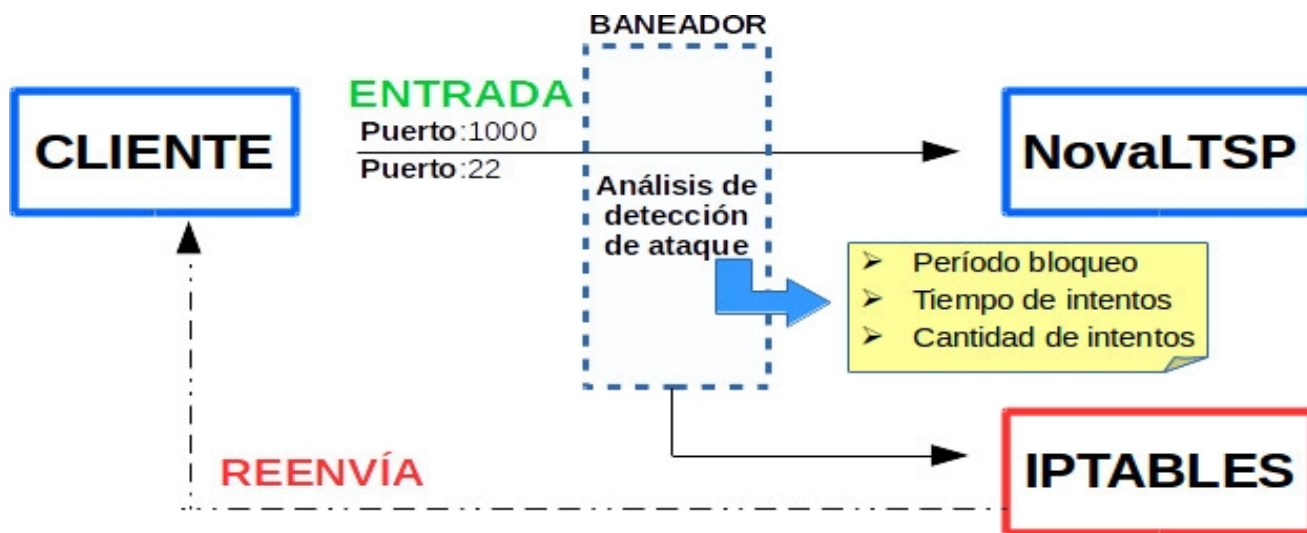 BANEADOR
ENTRADA
CLIENTE
Puerto:1000
Puerto:22
NovaLTSP
Análisis de
detección
de ataque
➢ Período bloqueo
➢ Tiempo de intentos
➢ Cantidad de intentos
REENVÍA
IPTABLES